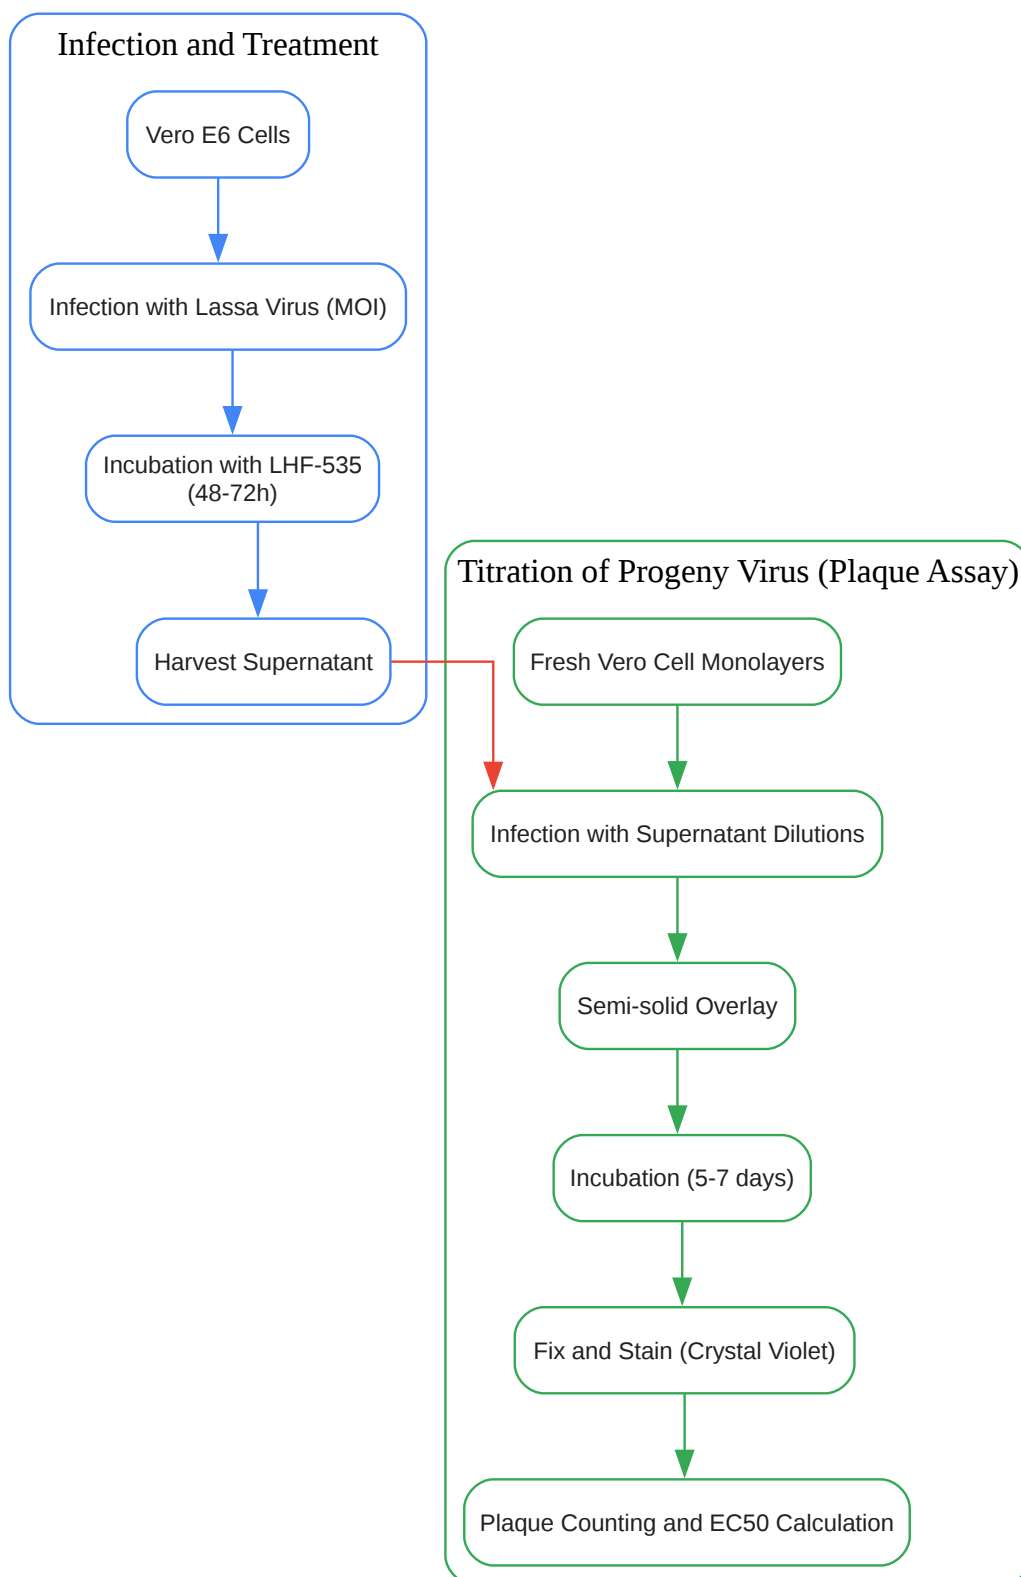 Infection and Treatment
Vero E6 Cells
Infection with Lassa Virus (MOI)
Incubation with LHF-535
(48-72h)
Harvest Supernatant
Titration of Progeny Virus (Plaque Assay)
Fresh Vero Cell Monolayers
Infection with Supernatant Dilutions
Semi-solid Overlay
Incubation (5-7 days)
Fix and Stain (Crystal Violet)
Plaque Counting and EC50 Calculation